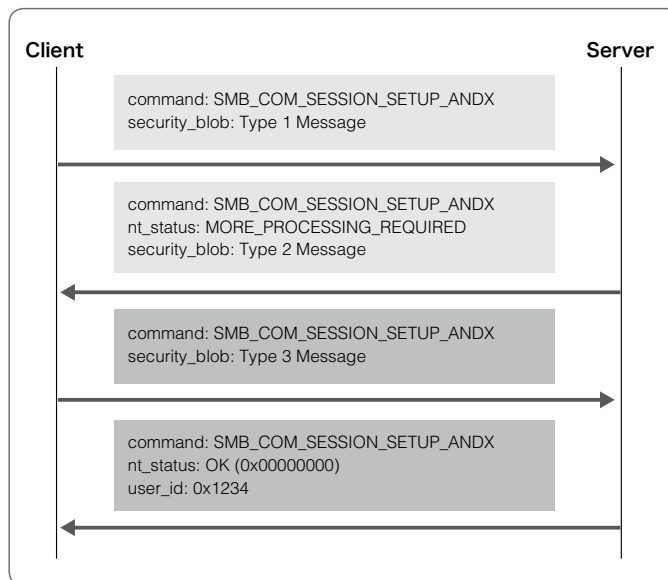 Client
Server
command: SMB_COM_SESSION_SETUP_ANDX
security_blob: Type 1 Message
command: SMB_COM_SESSION_SETUP_ANDX
nt_status: MORE_PROCESSING_REQUIRED
security_blob: Type 2 Message
command: SMB_COM_SESSION_SETUP_ANDX
security_blob: Type 3 Message
command: SMB_COM_SESSION_SETUP_ANDX
nt_status: OK (0x00000000)
user_id: 0x1234